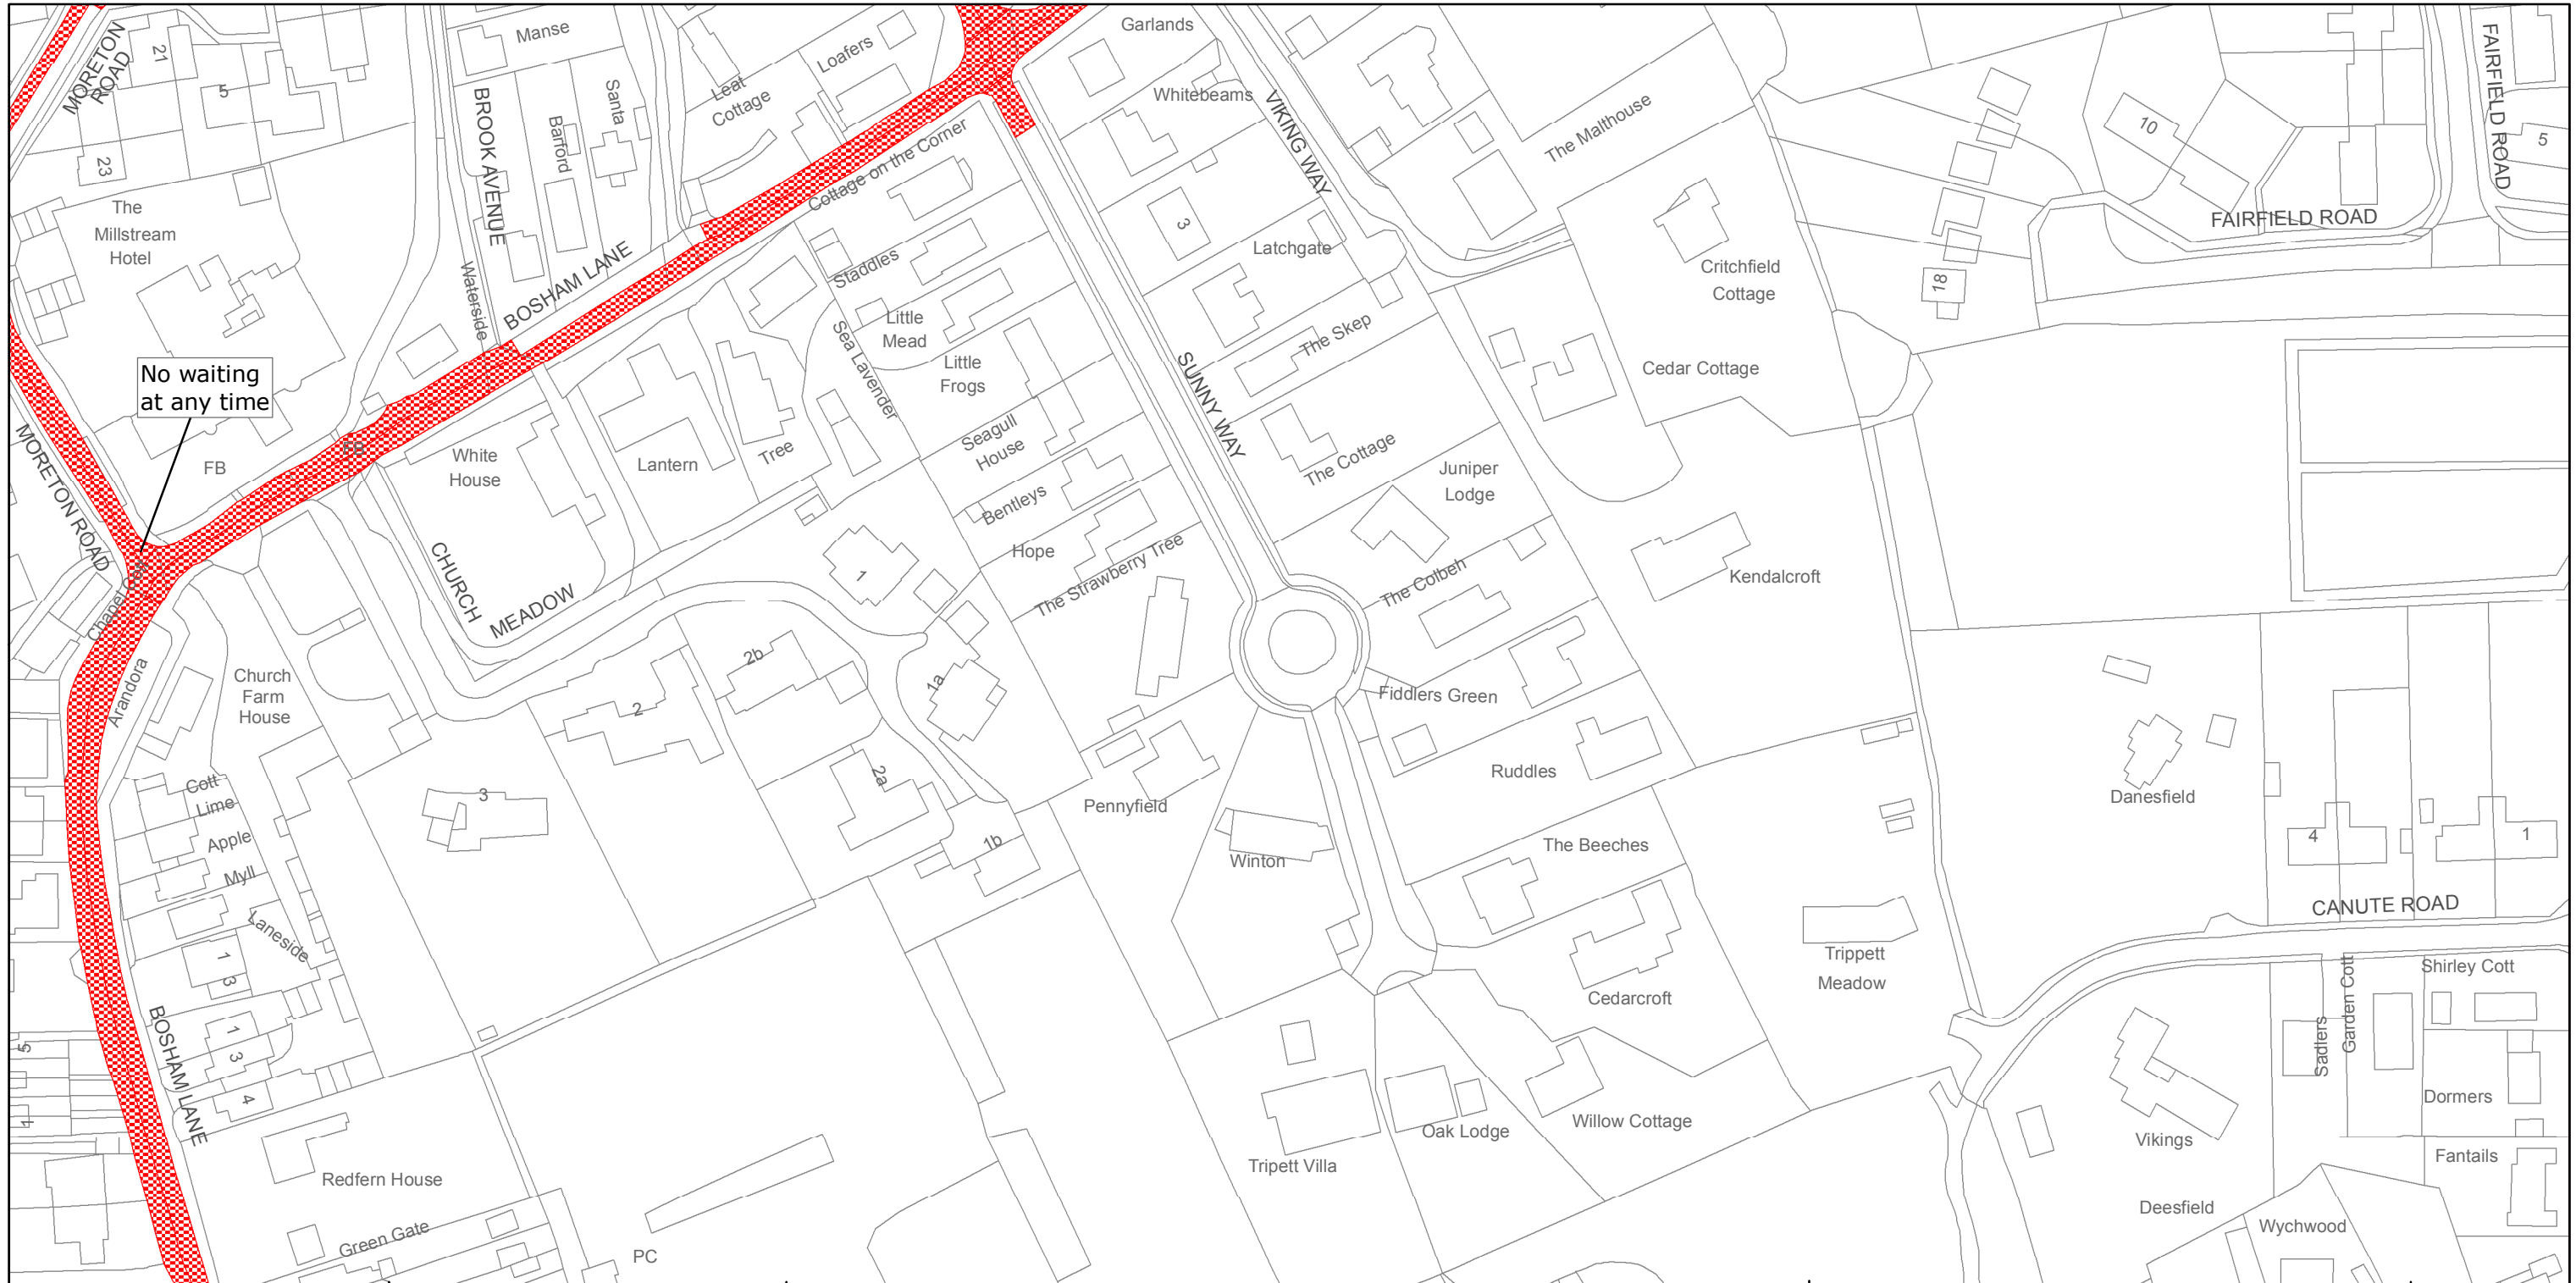 MORETON
ROAD
21
5
23
The
Millstream
Hotel
Manse
BROOK AVENUE
Barford
Santa
Waterside
Leat
Cottage
Loafers
Garlands
Whitebeams
VIKING WAY
The Malthouse
FAIRFIELD ROAD
5
10
FAIRFIELD ROAD
18
BOSHAM LANE
Cottage on the Corner
Staddles
Little
Mead
Little
Frogs
Sea Lavender
3
Latchgate
The Skep
SUNNY WAY
The Cottage
Critchfield
Cottage
Cedar Cottage
No waiting
at any time
MORETON ROAD
FB
FB
White
House
Lantern
Tree
Seagull
House
Bentleys
Hope
The Strawberry Tree
Juniper
Lodge
The Colbeh
Kendalcroft
CHURCH
MEADOW
1
Arandora
Church
Farm
House
2b
2
1a
2a
1b
3
Fiddlers Green
Ruddles
Pennyfield
Winton
The Beeches
Danesfield
4
1
CANUTE ROAD
Cott
Lime
Apple
Myll
Laneside
1
3
1
3
4
5
1
BOSHAM LANE
Cedarcroft
Trippett
Meadow
Shirley Cott
Garden Cott
Sadlers
Dormers
Fantails
Vikings
Deesfield
Wychwood
Redfern House
Green Gate
PC
Tripett Villa
Oak Lodge
Willow Cottage